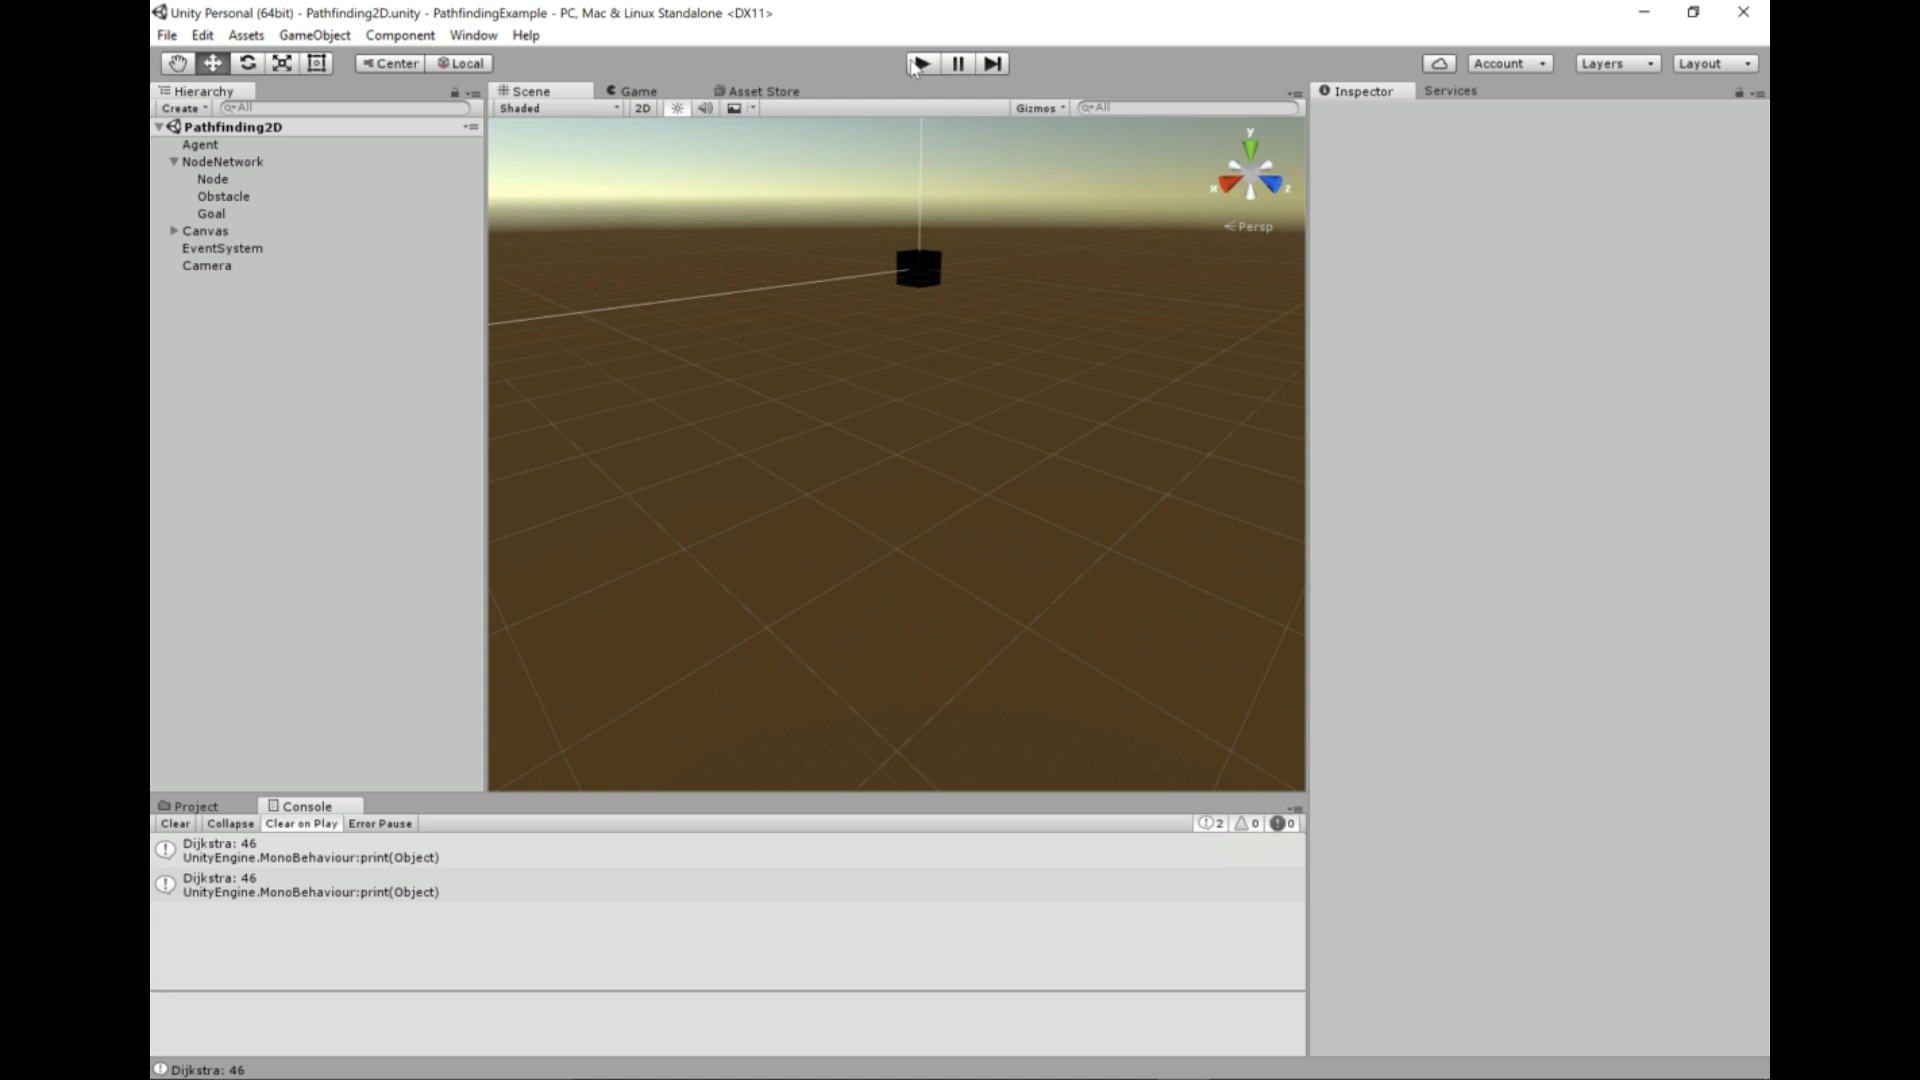 Unity Personal (64bit) - Pathfinding2D.unity - PathfindingExample - PC, Mac & Linux Standalone <DX11>
File Edit Assets GameObject Component Window Help
Center Local Account Layers Layout
Hierarchy
Create All
Pathfinding2D
Agent
NodeNetwork
Node
Obstacle
Goal
Canvas
EventSystem
Camera
Scene Game Asset Store
Shaded 2D Gizmos All
y
x z
Persp
Inspector Services
Project Console
Clear Collapse Clear on Play Error Pause 2 0 0
Dijkstra: 46
UnityEngine.MonoBehaviour:print(Object)
Dijkstra: 46
UnityEngine.MonoBehaviour:print(Object)
Dijkstra: 46